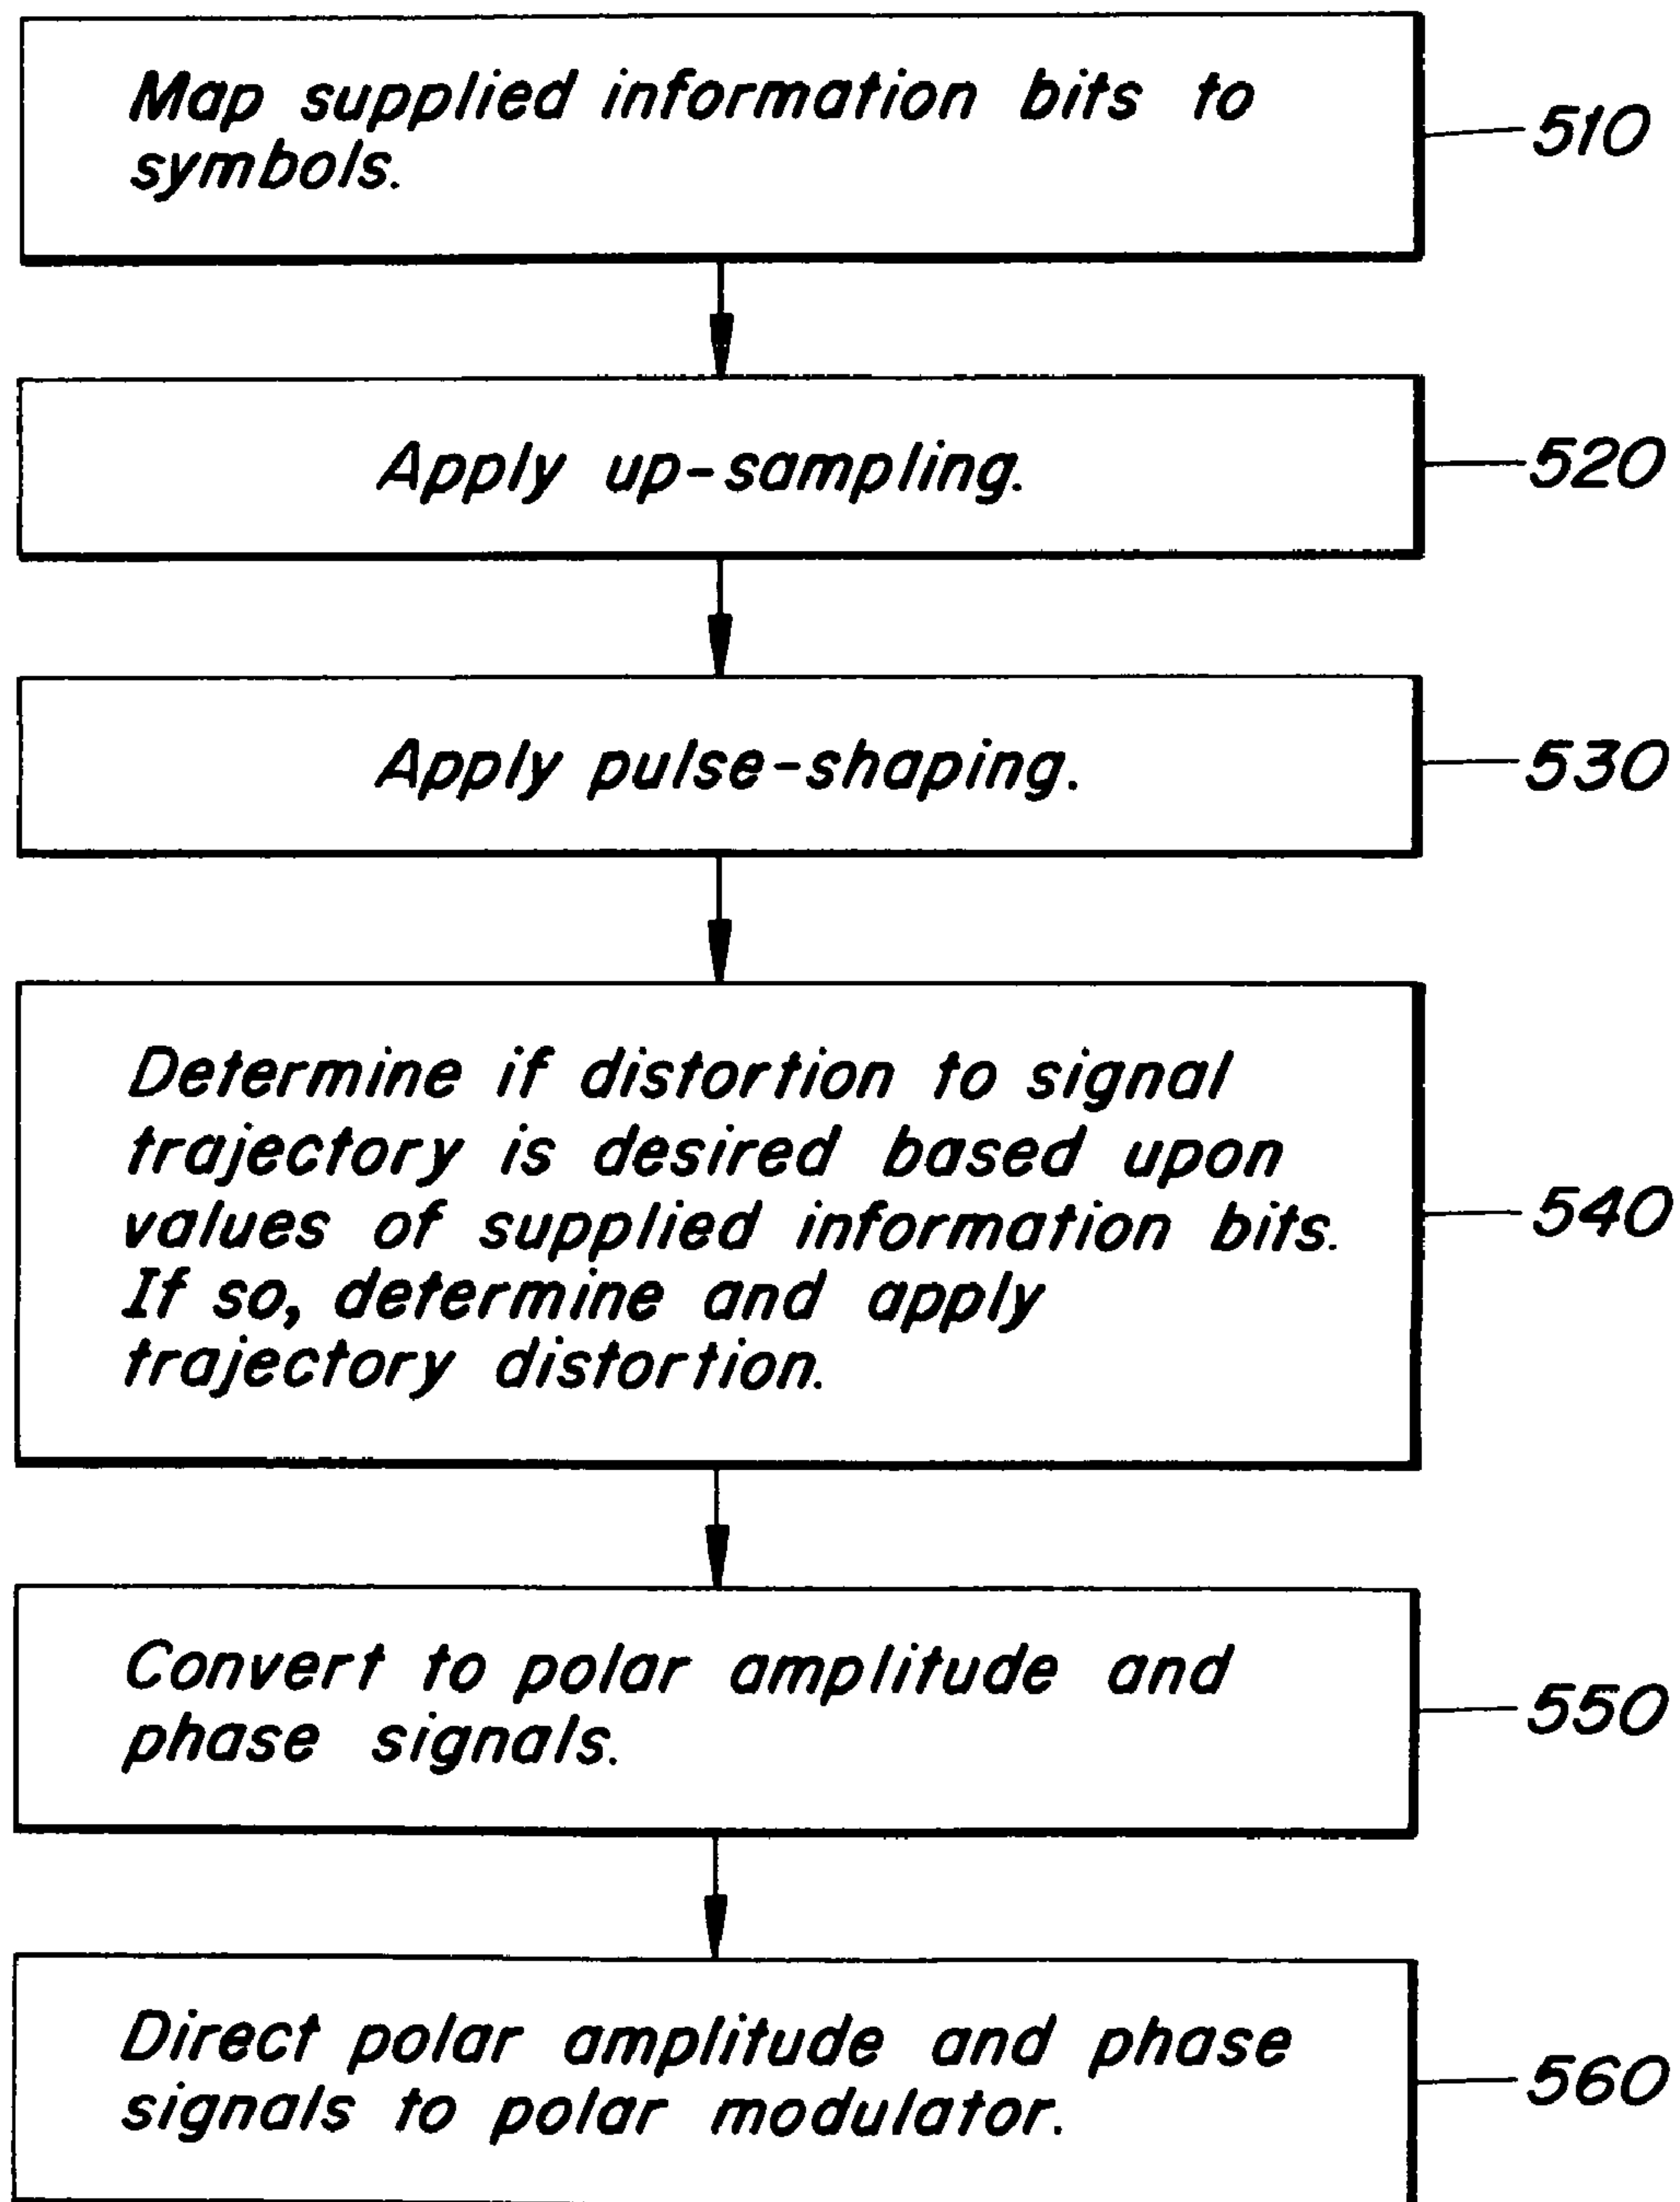 Map supplied information bits to
symbols.
510
Apply up-sampling.
520
Apply pulse-shaping.
530
Determine if distortion to signal
trajectory is desired based upon
values of supplied information bits.
If so, determine and apply
trajectory distortion.
540
Convert to polar amplitude and
phase signals.
550
Direct polar amplitude and phase
signals to polar modulator.
560